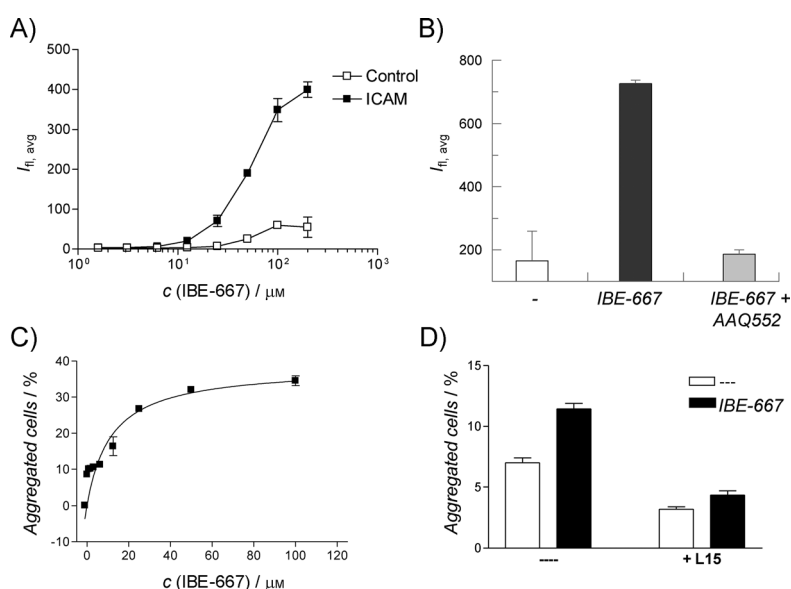 A)
500
400
300
200
100
0
I fl, avg
Control
ICAM
10⁰ 10¹ 10² 10³
c (IBE-667) / μM
B)
800
600
400
200
I fl, avg
- IBE-667 IBE-667 +
AAQ552
C)
40
30
20
10
0
-10
Aggregated cells / %
0 20 40 60 80 100 120
c (IBE-667) / μM
D)
15
10
5
0
Aggregated cells / %
---
IBE-667
---- + L15